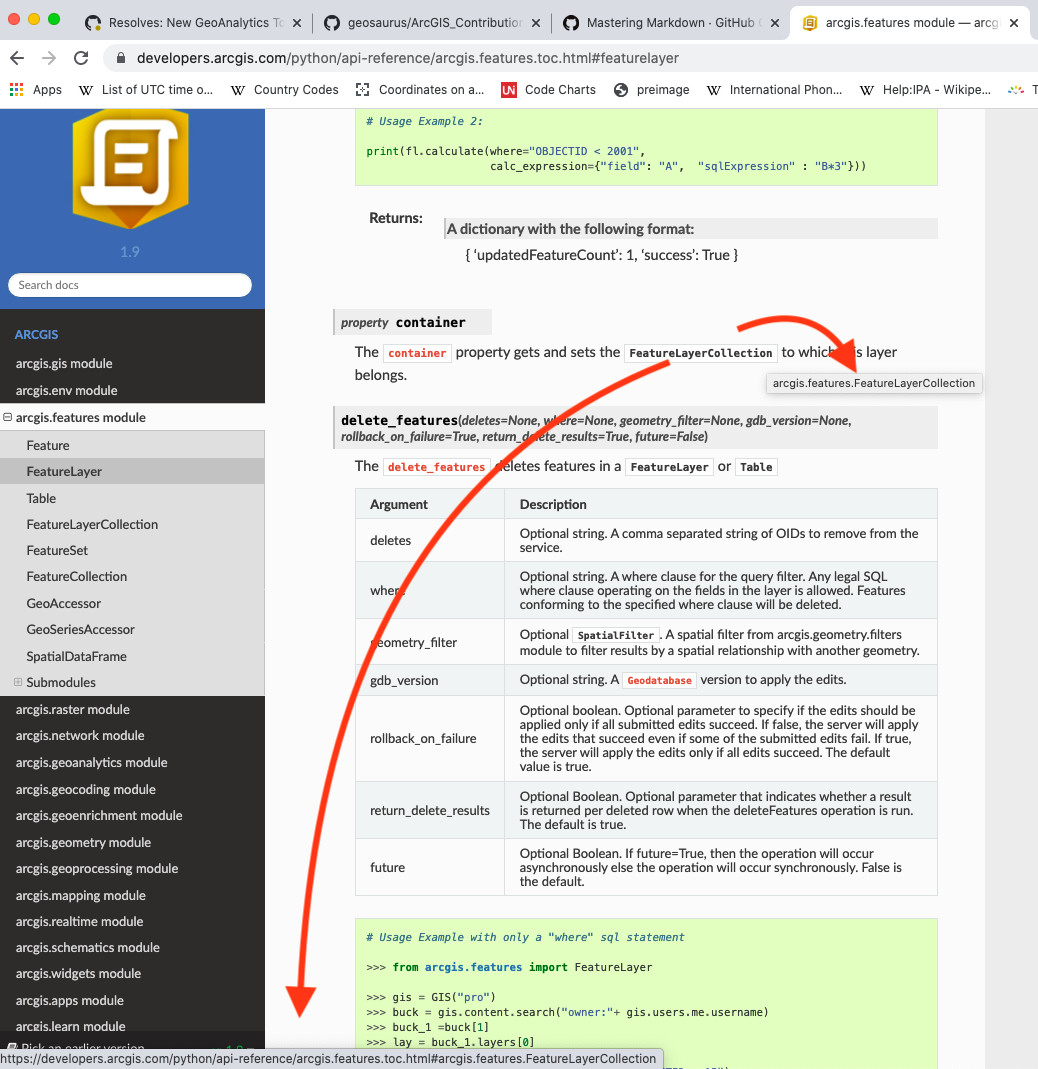 Resolves: New GeoAnalytics To
geosaurus/ArcGIS_Contribution
Mastering Markdown · GitHub
arcgis.features module — arcg
developers.arcgis.com/python/api-reference/arcgis.features.toc.html#featurelayer
Apps
List of UTC time o...
Country Codes
Coordinates on a...
UN
Code Charts
preimage
International Phon...
Help:IPA - Wikipe...
1.9
Search docs
ARCGIS
arcgis.gis module
arcgis.env module
arcgis.features module
Feature
FeatureLayer
Table
FeatureLayerCollection
FeatureSet
FeatureCollection
GeoAccessor
GeoSeriesAccessor
SpatialDataFrame
Submodules
arcgis.raster module
arcgis.network module
arcgis.geoanalytics module
arcgis.geocoding module
arcgis.geoenrichment module
arcgis.geometry module
arcgis.geoprocessing module
arcgis.mapping module
arcgis.realtime module
arcgis.schematics module
arcgis.widgets module
arcgis.apps module
arcgis.learn module
Pick an earlier version
# Usage Example 2:
print(fl.calculate(where="OBJECTID < 2001",
calc_expression={"field": "A", "sqlExpression" : "B*3"}))
Returns:
A dictionary with the following format:
{ ‘updatedFeatureCount’: 1, ‘success’: True }
property container
The container property gets and sets the FeatureLayerCollection to which this layer
belongs.
arcgis.features.FeatureLayerCollection
delete_features(deletes=None, where=None, geometry_filter=None, gdb_version=None,
rollback_on_failure=True, return_delete_results=True, future=False)
The delete_features deletes features in a FeatureLayer or Table
Argument Description
deletes Optional string. A comma separated string of OIDs to remove from the
service.
where Optional string. A where clause for the query filter. Any legal SQL
where clause operating on the fields in the layer is allowed. Features
conforming to the specified where clause will be deleted.
geometry_filter Optional SpatialFilter. A spatial filter from arcgis.geometry.filters
module to filter results by a spatial relationship with another geometry.
gdb_version Optional string. A Geodatabase version to apply the edits.
rollback_on_failure Optional boolean. Optional parameter to specify if the edits should be
applied only if all submitted edits succeed. If false, the server will apply
the edits that succeed even if some of the submitted edits fail. If true,
the server will apply the edits only if all edits succeed. The default
value is true.
return_delete_results Optional Boolean. Optional parameter that indicates whether a result
is returned per deleted row when the deleteFeatures operation is run.
The default is true.
future Optional Boolean. If future=True, then the operation will occur
asynchronously else the operation will occur synchronously. False is
the default.
# Usage Example with only a "where" sql statement
>>> from arcgis.features import FeatureLayer
>>> gis = GIS("pro")
>>> buck = gis.content.search("owner:"+ gis.users.me.username)
>>> buck_1 =buck[1]
>>> lay = buck_1.layers[0]
https://developers.arcgis.com/python/api-reference/arcgis.features.toc.html#arcgis.features.FeatureLayerCollection